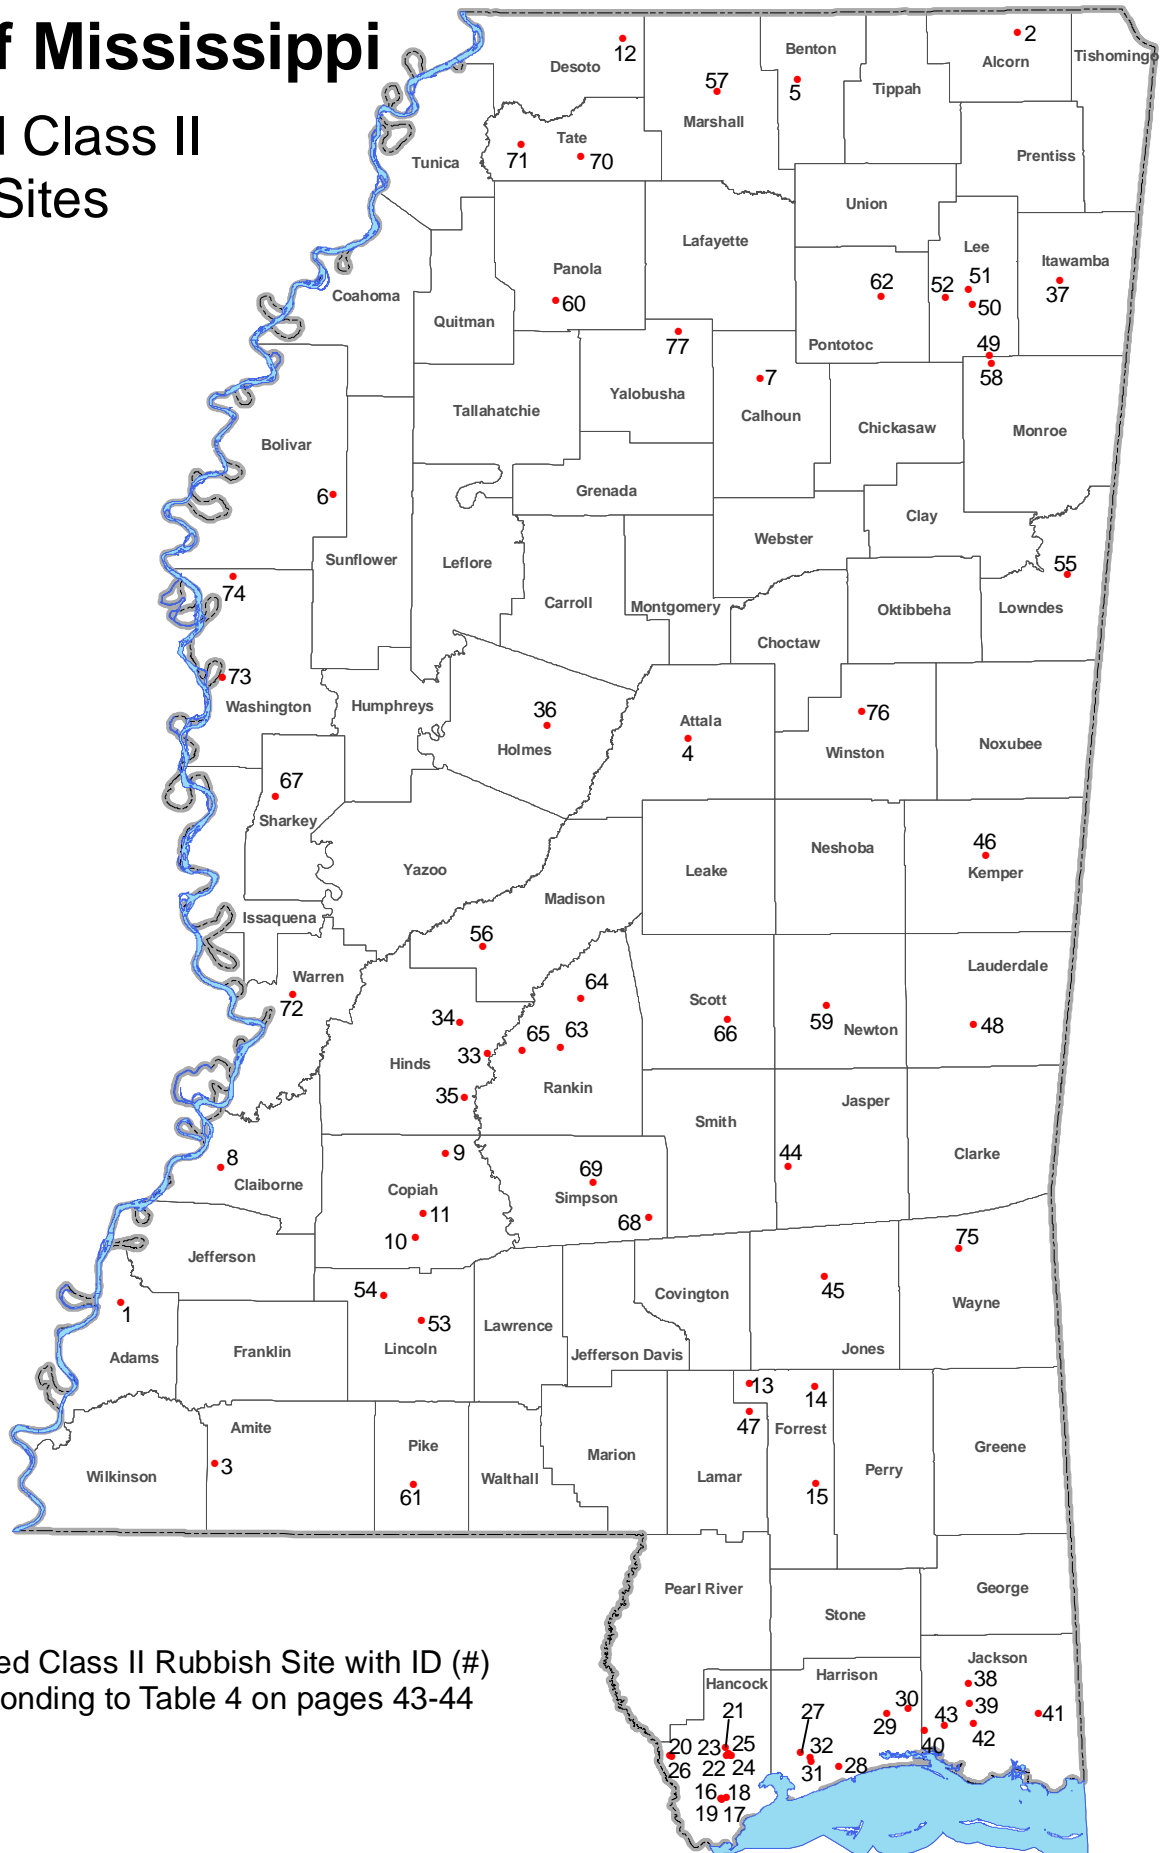 f Mississippi
l Class II
Sites
Desoto
12
Marshall
57
Benton
5
Tippah
Alcorn
2
Tishomingo
Tunica
Tate
71
70
Prentiss
Union
Lafayette
Panola
60
Coahoma
Quitman
Pontotoc
62
Lee
52
51
50
49
Itawamba
37
58
77
Yalobusha
7
Calhoun
Chickasaw
Monroe
Tallahatchie
Bolivar
6
Grenada
Clay
Webster
Sunflower
Leflore
Carroll
Montgomery
Choctaw
Oktibbeha
Lowndes
55
74
73
Washington
Humphreys
36
Holmes
Attala
4
76
Winston
Noxubee
67
Sharkey
Yazoo
Issaquena
Madison
56
Leake
Neshoba
46
Kemper
Warren
72
34
33
Hinds
35
64
65
63
Rankin
Scott
66
59
Newton
Lauderdale
48
Smith
Jasper
44
Clarke
8
Claiborne
9
Copiah
11
10
69
Simpson
68
Jefferson
1
Adams
Franklin
54
53
Lincoln
Lawrence
Jefferson Davis
Covington
45
Jones
75
Wayne
Wilkinson
Amite
3
Pike
61
Walthall
Marion
13
47
Lamar
14
Forrest
15
Perry
Greene
Pearl River
Stone
George
Hancock
21
20
26
23
25
22
24
16
18
19
17
Harrison
27
32
31
28
29
30
Jackson
38
39
43
42
40
41
ed Class II Rubbish Site with ID (#)
onding to Table 4 on pages 43-44